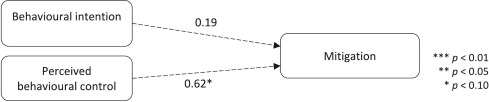 Behavioural intention
0.19
Perceived
behavioural control
0.62*
Mitigation
*** p < 0.01
** p < 0.05
* p < 0.10